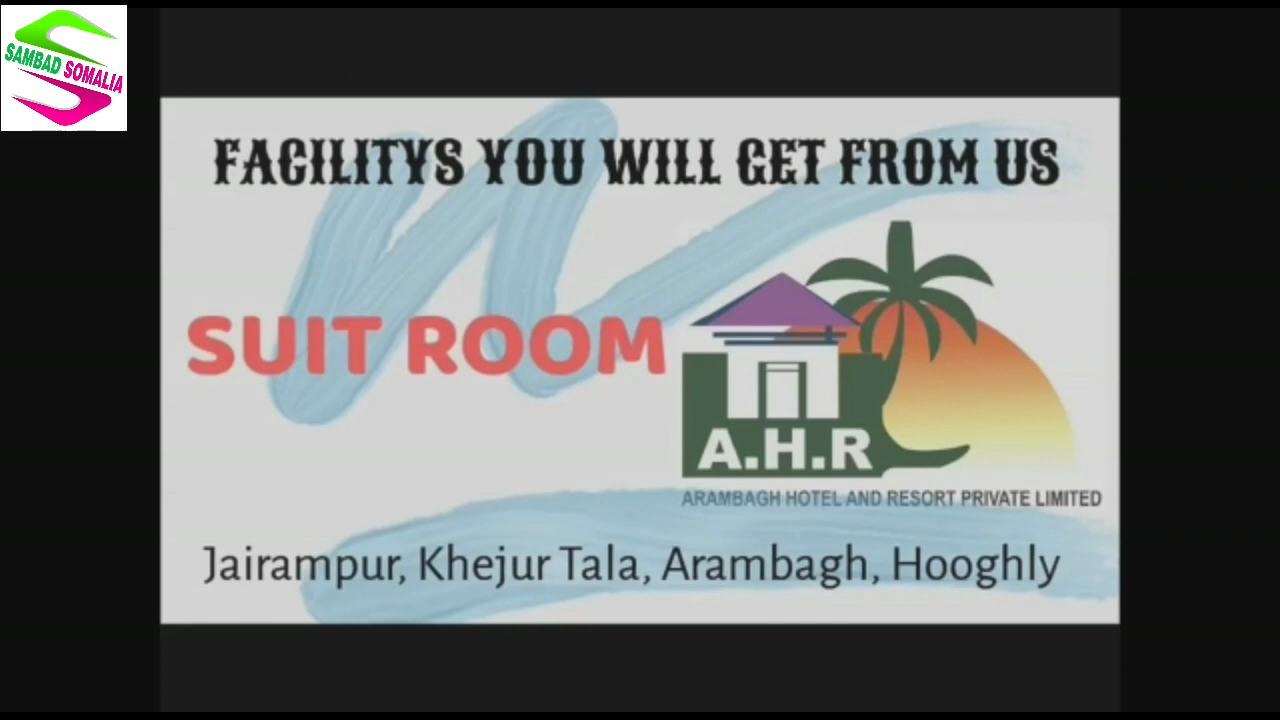 SAMBAD SOMALIA
FACILITYS YOU WILL GET FROM US
SUIT ROOM
A.H.R
ARAMBAGH HOTEL AND RESORT PRIVATE LIMITED
Jairampur, Khejur Tala, Arambagh, Hooghly